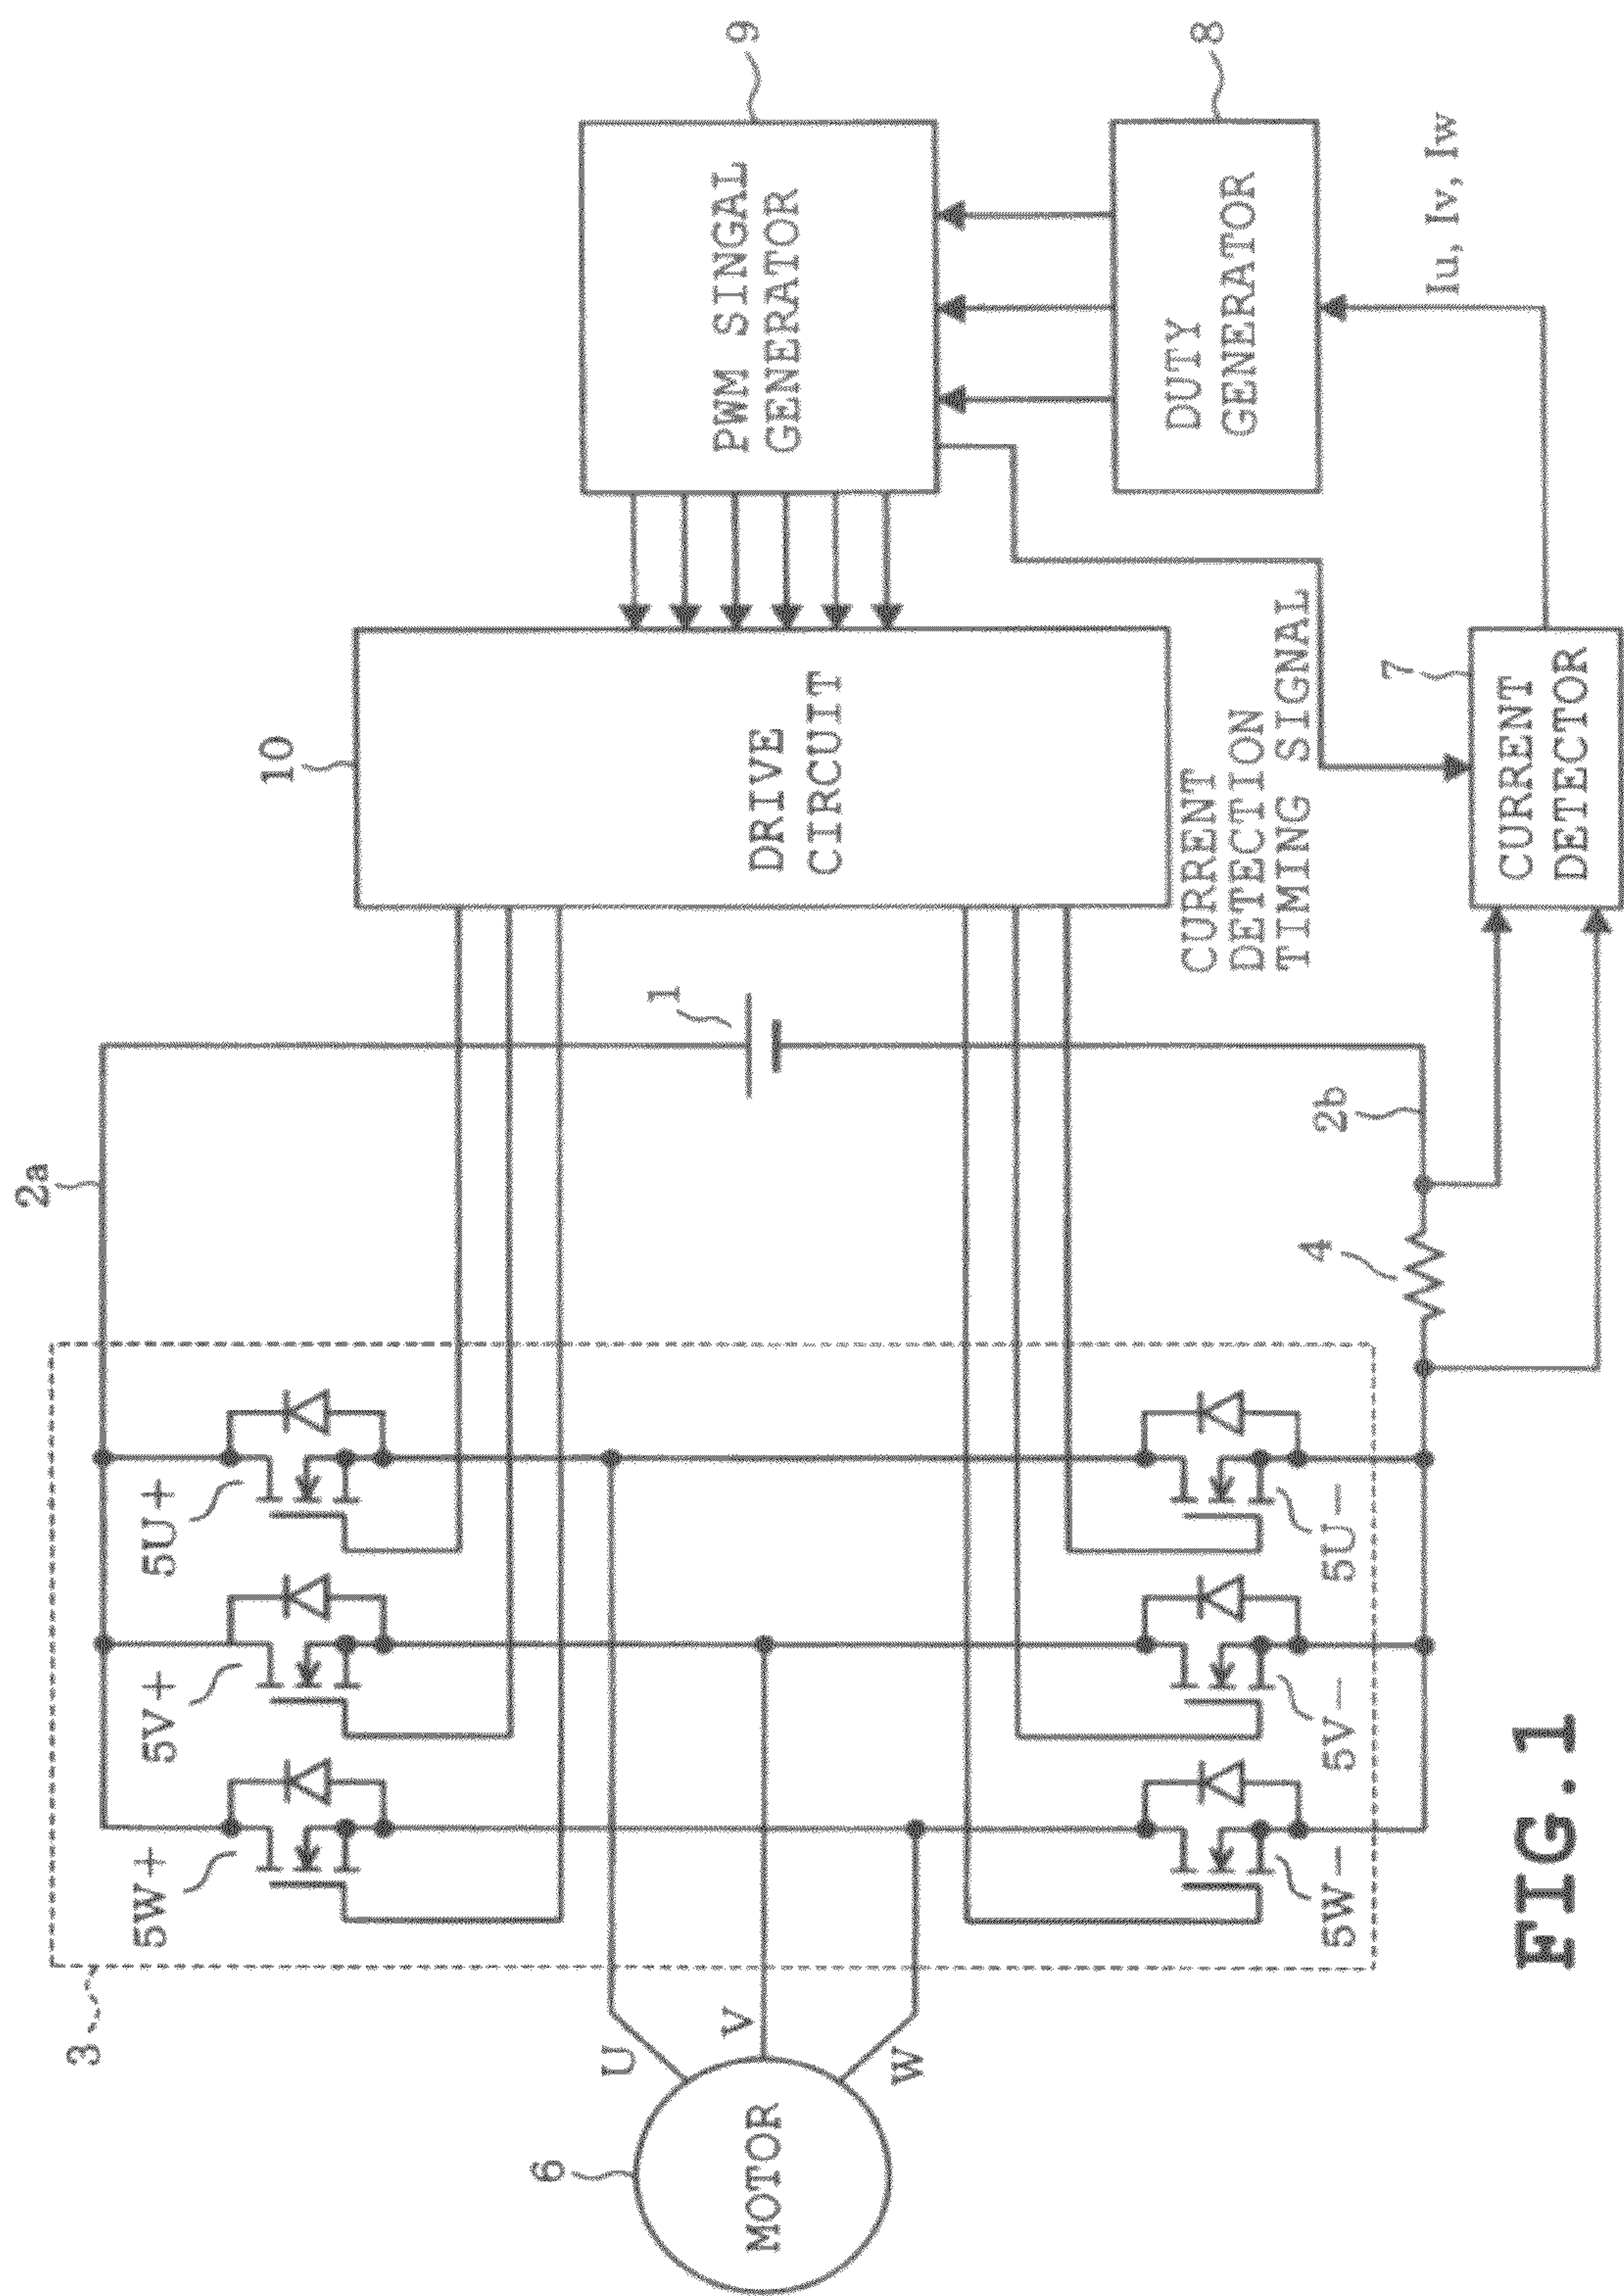 9
PWM SINGAL
GENERATOR
8
DUTY
GENERATOR
Iu, Iv, Iw
10
DRIVE
CIRCUIT
CURRENT
DETECTION
TIMING SIGNAL
7
CURRENT
DETECTOR
1
2a
2b
4
5U+
5V+
5W+
5U-
5V-
5W-
3
U
V
W
6
MOTOR
FIG.1